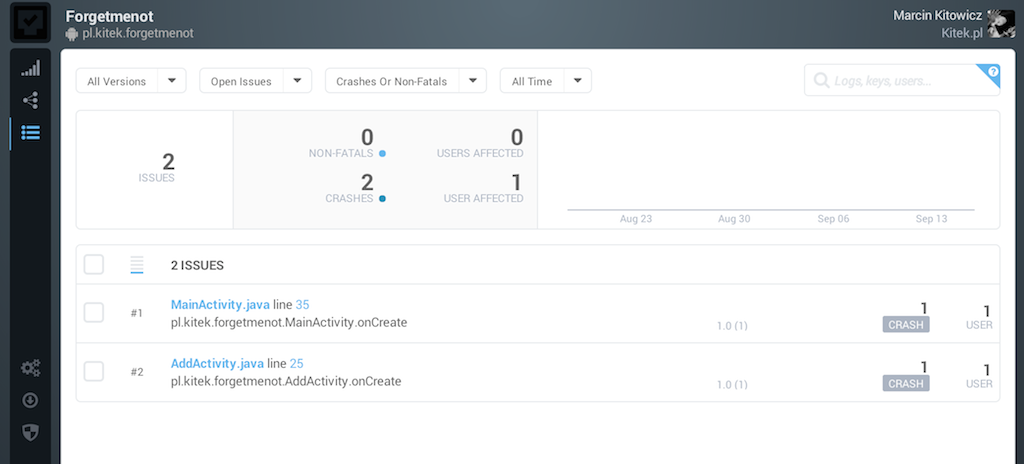 Forgetmenot
pl.kitek.forgetmenot
Marcin Kitowicz
Kitek.pl
All Versions
Open Issues
Crashes Or Non-Fatals
All Time
Logs, keys, users...
?
2
ISSUES
0
NON-FATALS
0
USERS AFFECTED
2
CRASHES
1
USER AFFECTED
Aug 23
Aug 30
Sep 06
Sep 13
2 ISSUES
#1
MainActivity.java line 35
pl.kitek.forgetmenot.MainActivity.onCreate
1.0 (1)
1
CRASH
1
USER
#2
AddActivity.java line 25
pl.kitek.forgetmenot.AddActivity.onCreate
1.0 (1)
1
CRASH
1
USER